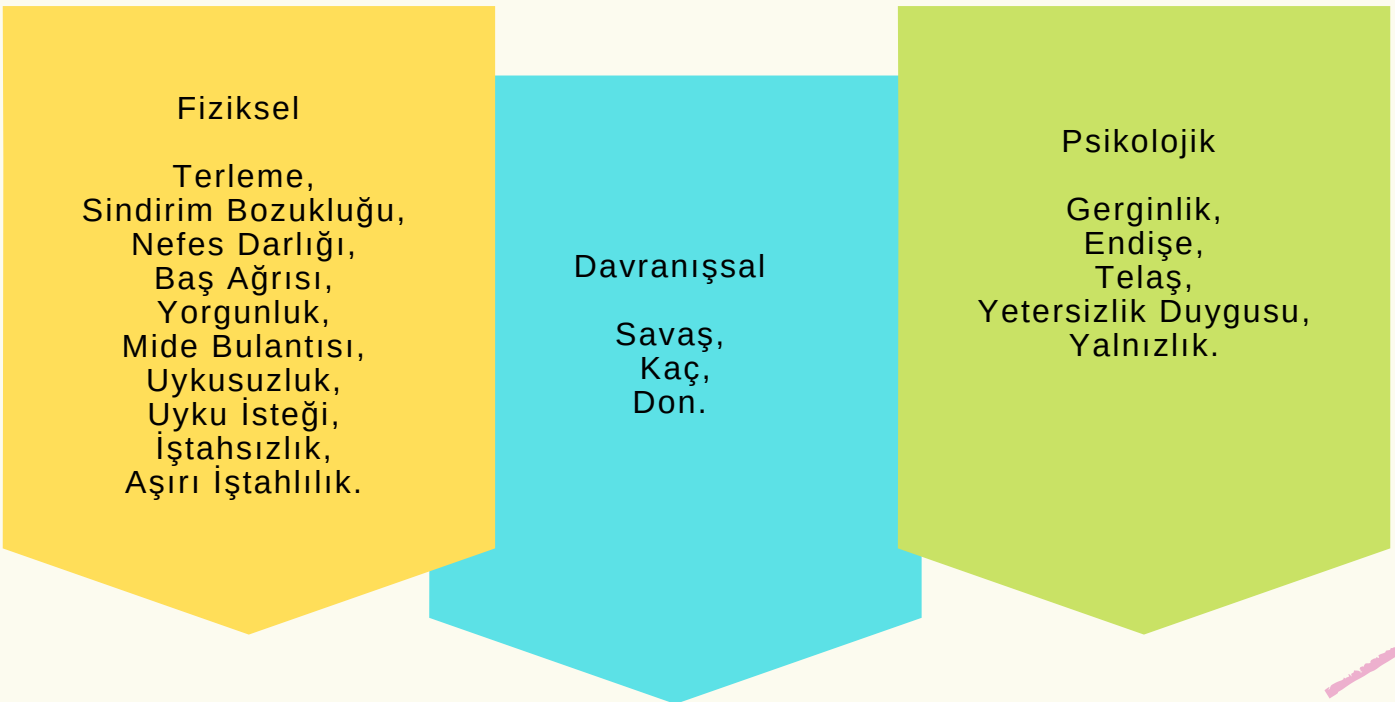 Fiziksel
Terleme,
Sindirim Bozukluğu,
Nefes Darlığı,
Baş Ağrısı,
Yorgunluk,
Mide Bulantısı,
Uykusuzluk,
Uyku İsteği,
İştahsızlık,
Aşırı İştahlılık.
Davranışsal
Savaş,
Kaç,
Don.
Psikolojik
Gerginlik,
Endişe,
Telaş,
Yetersizlik Duygusu,
Yalnızlık.